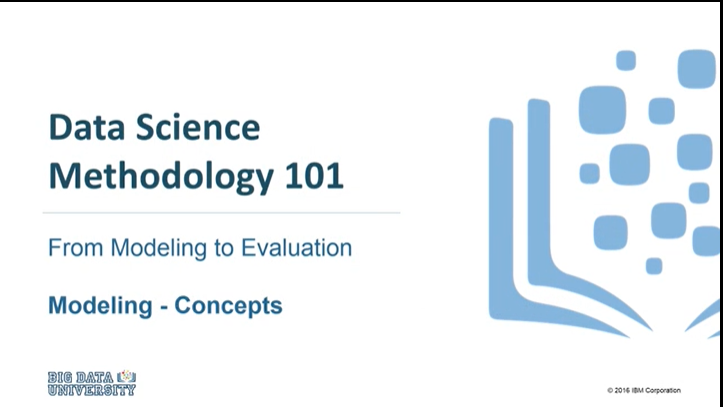 Data Science
Methodology 101
From Modeling to Evaluation
Modeling - Concepts
BIG DATA
UNIVERSITY
© 2016 IBM Corporation